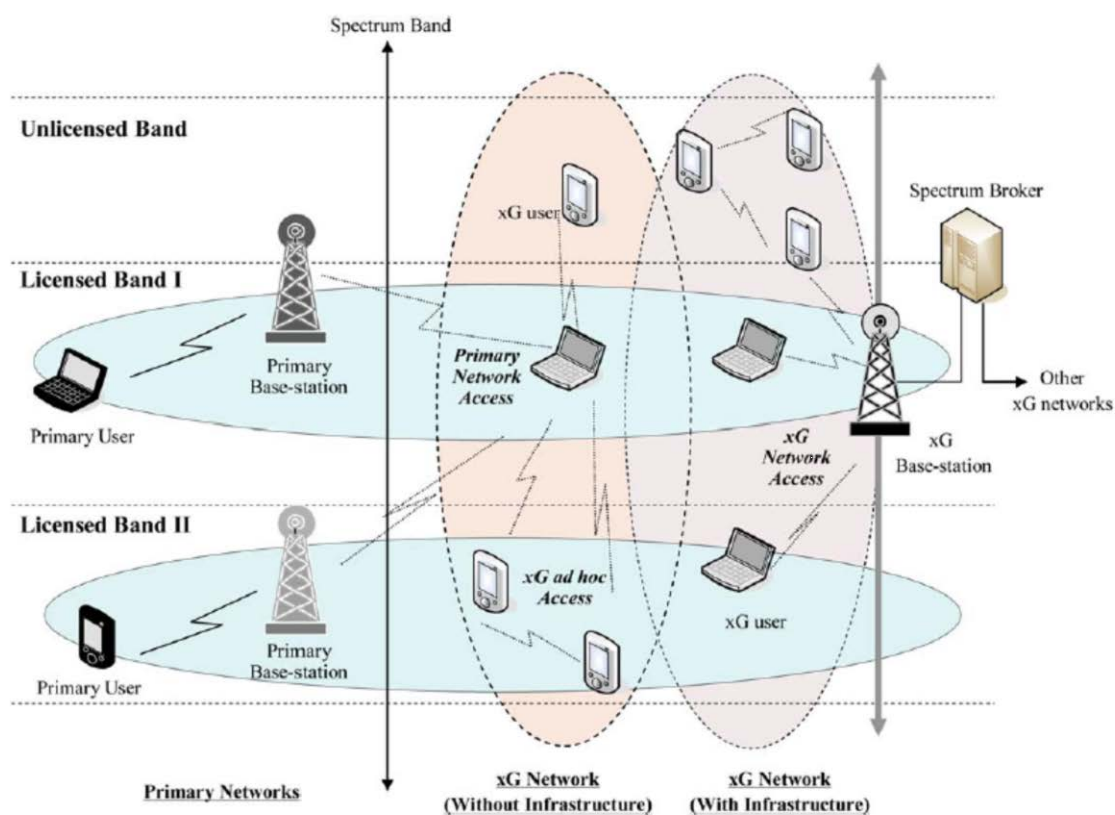 Spectrum Band
Unlicensed Band
xG user
Spectrum Broker
Licensed Band I
Primary
Base-station
Primary
Network
Access
Primary User
Other
xG networks
xG
Network
Access
xG
Base-station
Licensed Band II
xG ad hoc
Access
xG user
Primary
Base-station
Primary User
Primary Networks
xG Network
(Without Infrastructure)
xG Network
(With Infrastructure)